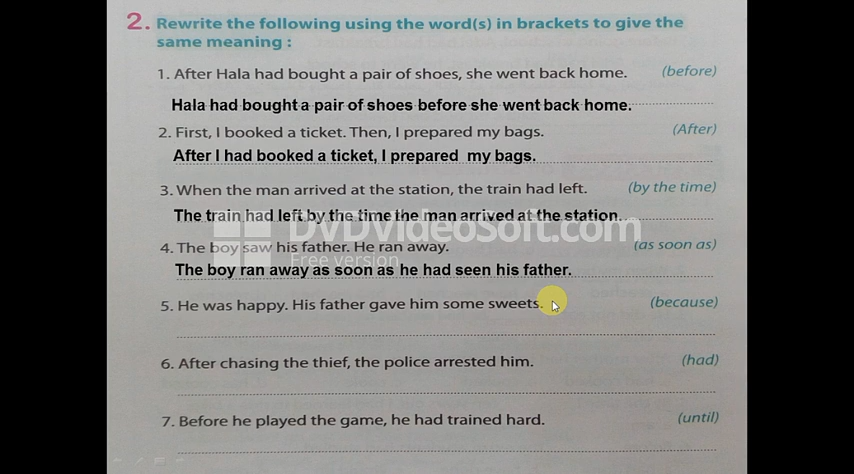 2. Rewrite the following using the word(s) in brackets to give the
same meaning :
1. After Hala had bought a pair of shoes, she went back home. (before)
Hala had bought a pair of shoes before she went back home.
2. First, I booked a ticket. Then, I prepared my bags. (After)
After I had booked a ticket, I prepared my bags.
3. When the man arrived at the station, the train had left. (by the time)
The train had left by the time the man arrived at the station.
DVDVideoSoft.com
4. The boy saw his father. He ran away. (as soon as)
Free version
The boy ran away as soon as he had seen his father.
5. He was happy. His father gave him some sweets. (because)
6. After chasing the thief, the police arrested him. (had)
7. Before he played the game, he had trained hard. (until)